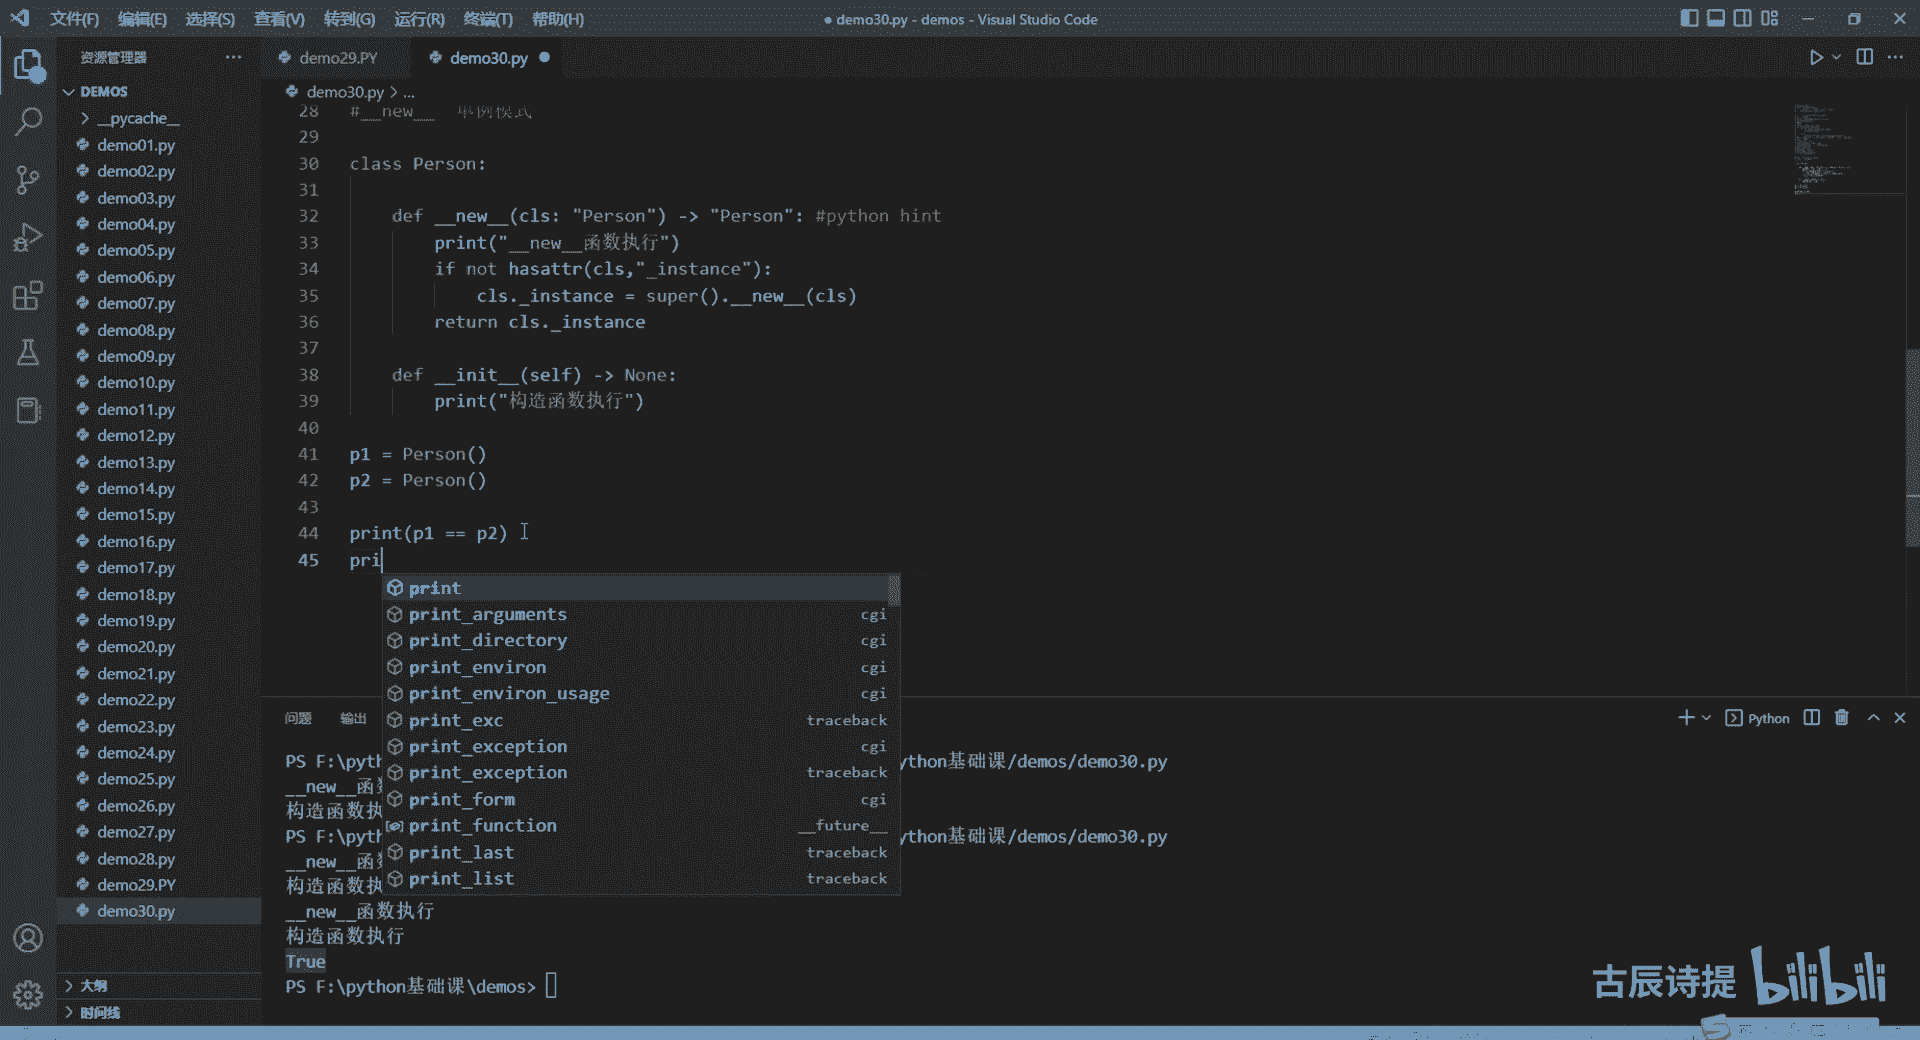 文件(F) 编辑(E) 选择(S) 查看(V) 转到(G) 运行(R) 终端(T) 帮助(H)
● demo30.py - demos - Visual Studio Code
资源管理器
DEMOS
__pycache__
demo01.py
demo02.py
demo03.py
demo04.py
demo05.py
demo06.py
demo07.py
demo08.py
demo09.py
demo10.py
demo11.py
demo12.py
demo13.py
demo14.py
demo15.py
demo16.py
demo17.py
demo18.py
demo19.py
demo20.py
demo21.py
demo22.py
demo23.py
demo24.py
demo25.py
demo26.py
demo27.py
demo28.py
demo29.PY
demo30.py
大纲
时间线
demo29.PY demo30.py
demo30.py > ...
28 #__new__ 单例模式
29
30 class Person:
31
32 def __new__(cls: "Person") -> "Person": #python hint
33 print("__new__函数执行")
34 if not hasattr(cls,"_instance"):
35 cls._instance = super().__new__(cls)
36 return cls._instance
37
38 def __init__(self) -> None:
39 print("构造函数执行")
40
41 p1 = Person()
42 p2 = Person()
43
44 print(p1 == p2)
45 pri
print
print_arguments cgi
print_directory cgi
print_environ cgi
print_environ_usage cgi
print_exc traceback
print_exception cgi
print_exception traceback
print_form cgi
print_function __future__
print_last traceback
print_list traceback
问题 输出
Python
PS F:\pyth ython基础课/demos/demo30.py
__new__函
构造函数执
PS F:\pyth ython基础课/demos/demo30.py
__new__函
构造函数执
__new__函数执行
构造函数执行
True
PS F:\python基础课\demos>
古辰诗提 bilibili